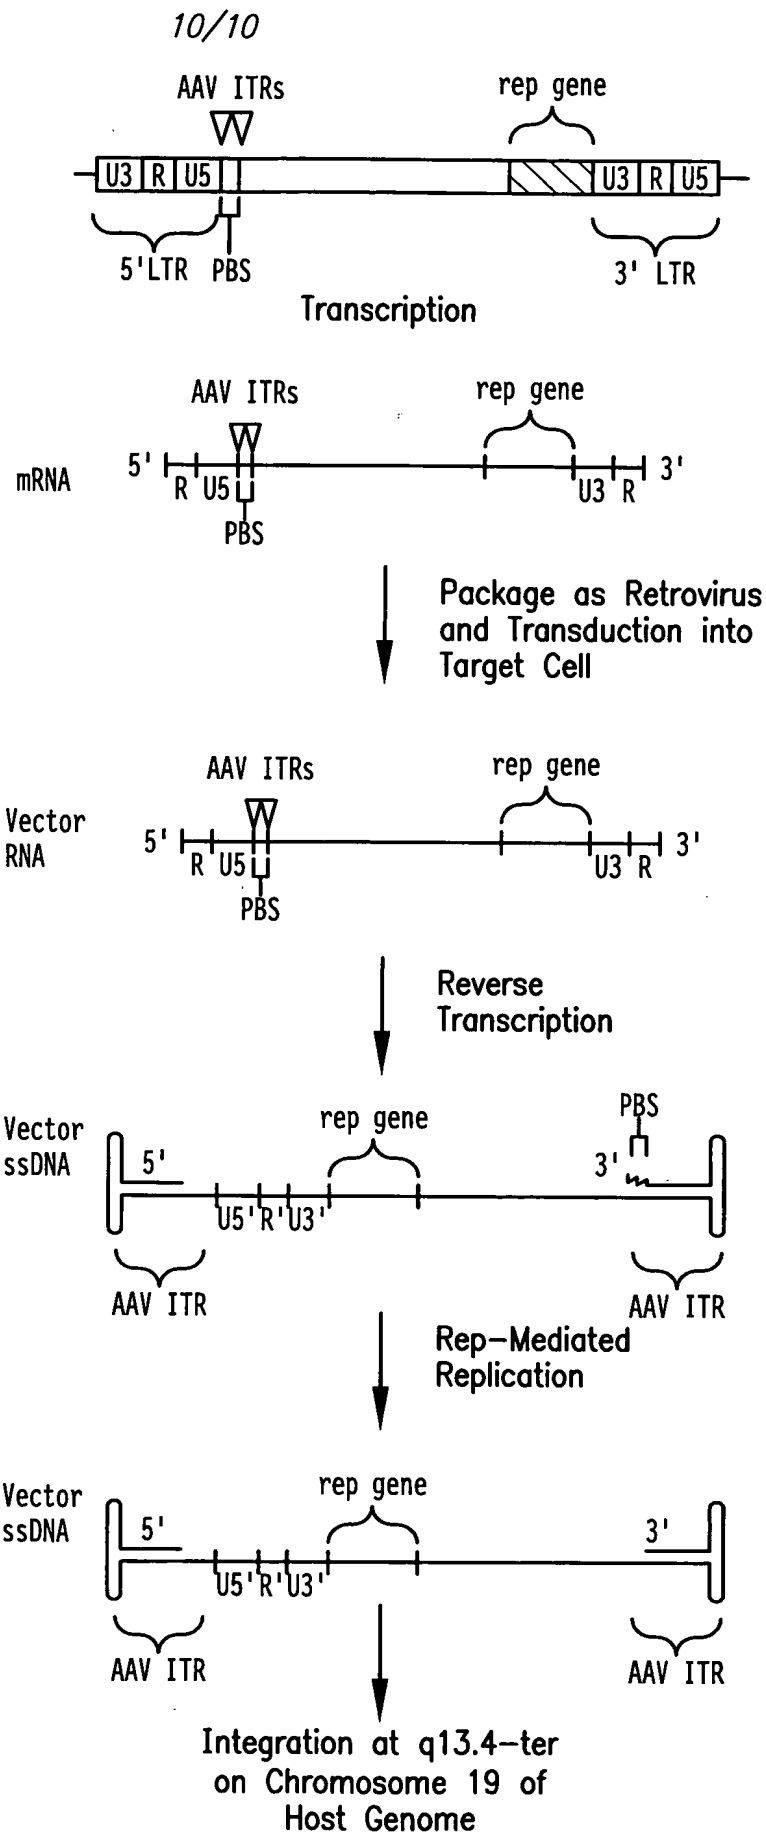 10/10
AAV ITRs
rep gene
U3 R U5
U3 R U5
5'LTR
PBS
3' LTR
Transcription
AAV ITRs
rep gene
mRNA
5'
3'
R U5
U3 R
PBS
Package as Retrovirus
and Transduction into
Target Cell
AAV ITRs
rep gene
Vector
RNA
5'
3'
R U5
U3 R
PBS
Reverse
Transcription
Vector
ssDNA
rep gene
PBS
5'
3'
U5' R' U3'
AAV ITR
AAV ITR
Rep-Mediated
Replication
Vector
ssDNA
rep gene
5'
3'
U5' R' U3'
AAV ITR
AAV ITR
Integration at q13.4-ter
on Chromosome 19 of
Host Genome